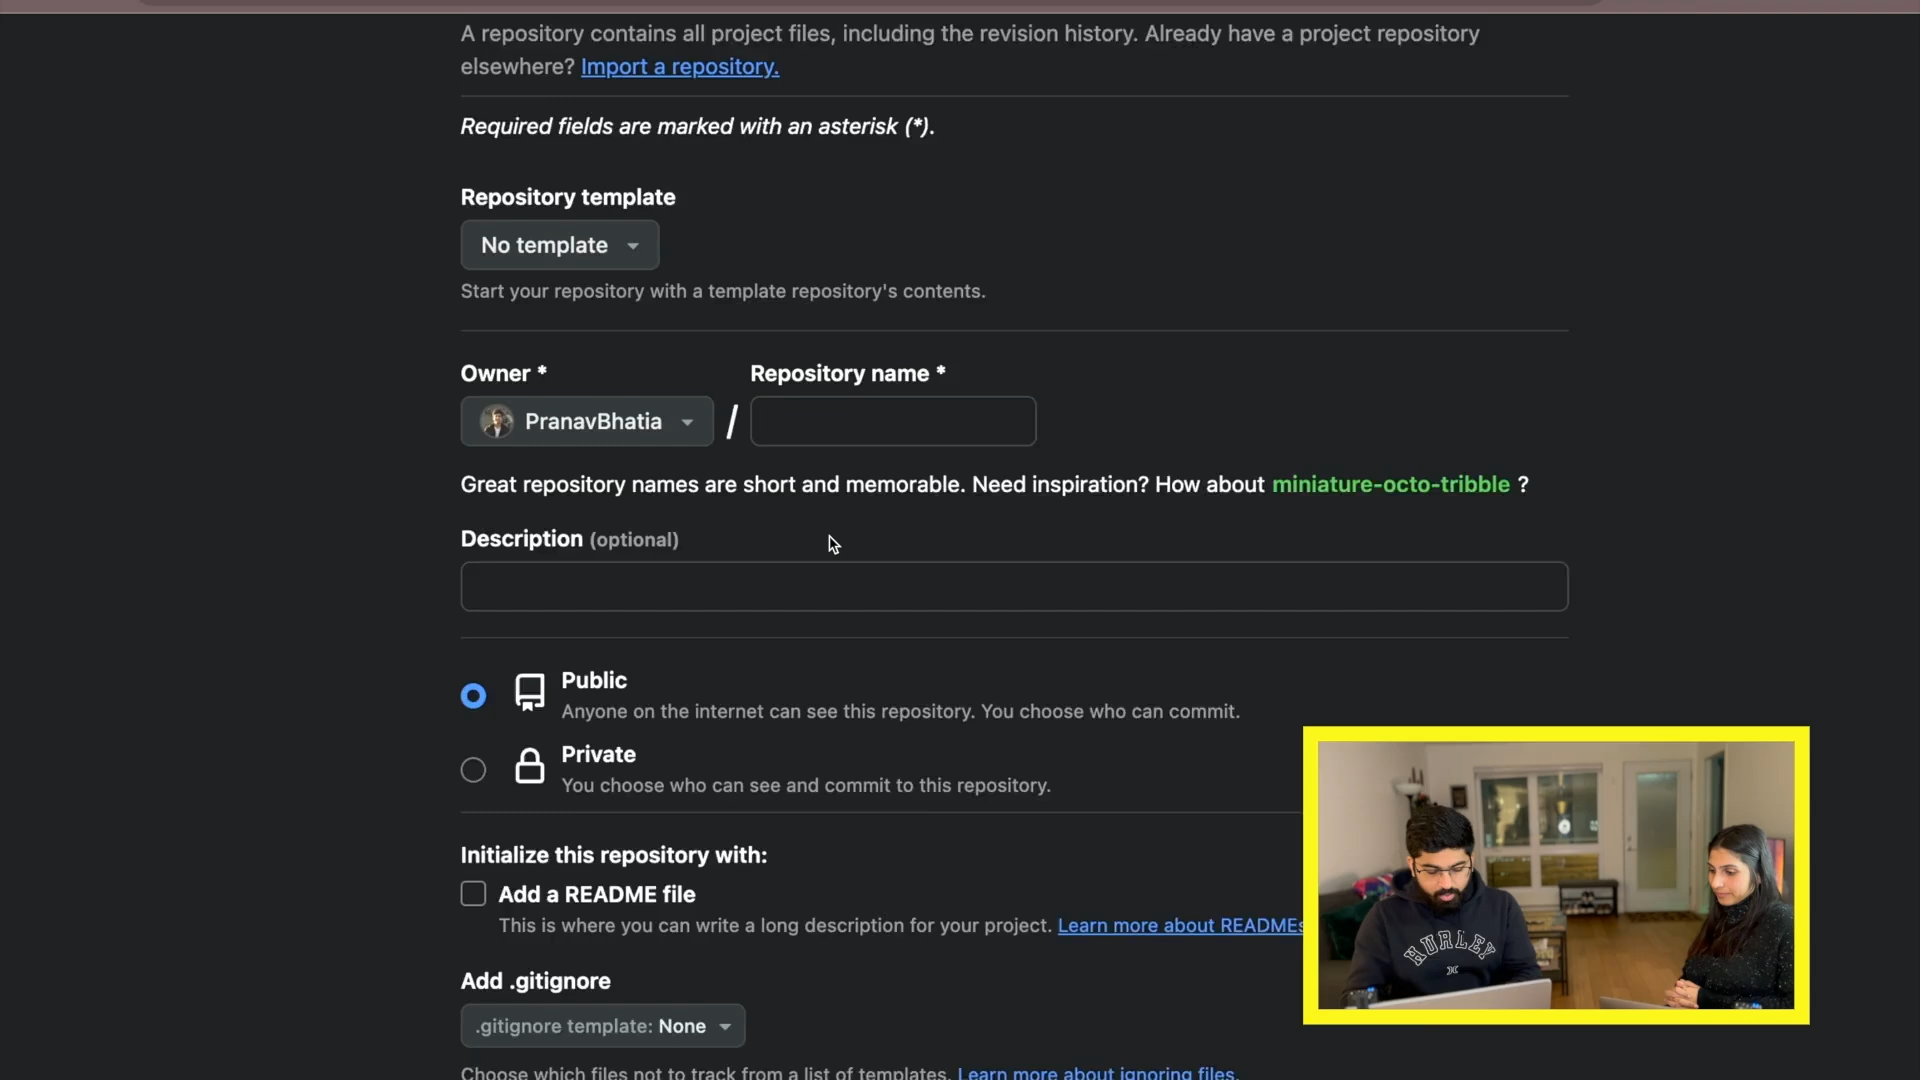 A repository contains all project files, including the revision history. Already have a project repository
elsewhere? Import a repository.
Required fields are marked with an asterisk (*).
Repository template
No template
Start your repository with a template repository's contents.
Owner * Repository name *
PranavBhatia /
Great repository names are short and memorable. Need inspiration? How about miniature-octo-tribble ?
Description (optional)
Public
Anyone on the internet can see this repository. You choose who can commit.
Private
You choose who can see and commit to this repository.
Initialize this repository with:
Add a README file
This is where you can write a long description for your project. Learn more about READMEs
Add .gitignore
.gitignore template: None
Choose which files not to track from a list of templates. Learn more about ignoring files.
HURLEY